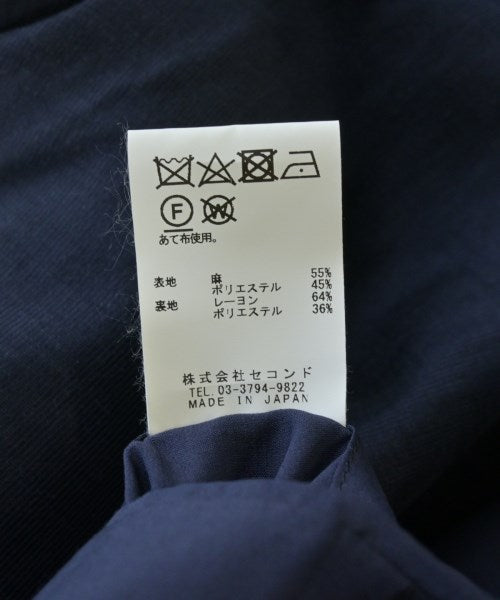 F W
あて布使用。
表地 麻 55%
ポリエステル 45%
裏地 レーヨン 64%
ポリエステル 36%
株式会社セコンド
TEL. 03-3794-9822
MADE IN JAPAN